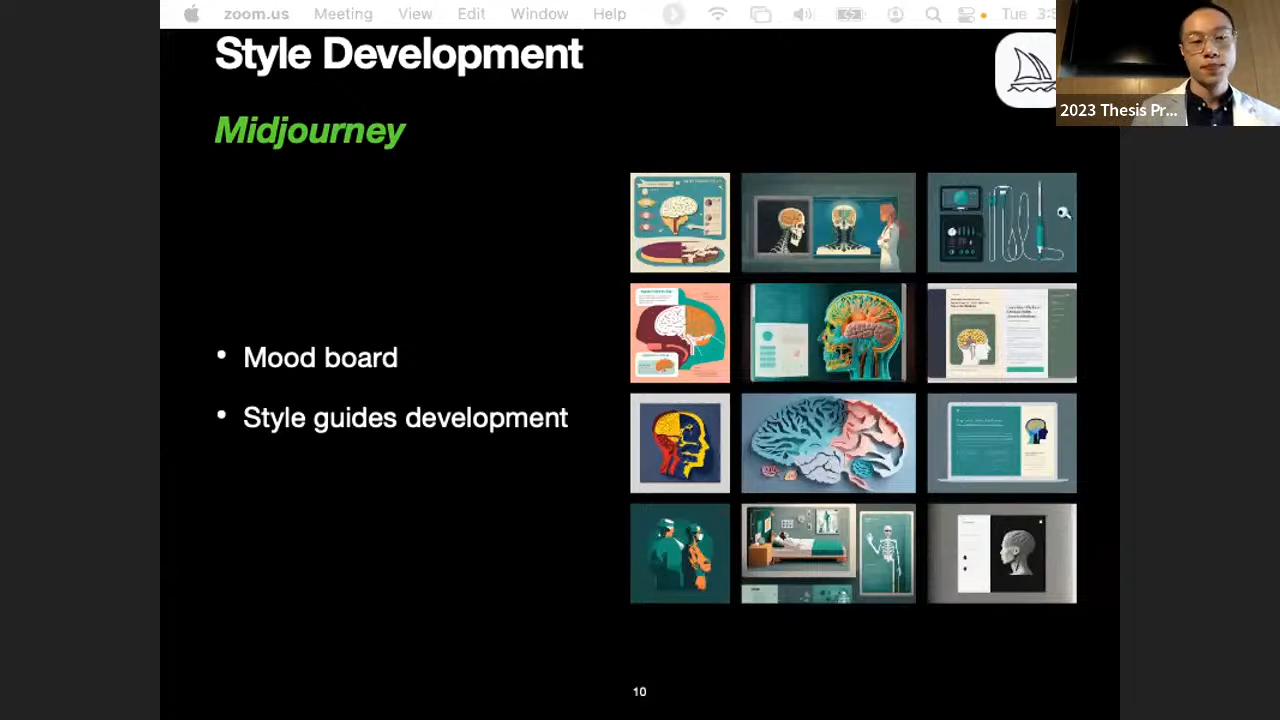 zoom.us Meeting View Edit Window Help Tue 3:
Style Development
Midjourney
2023 Thesis Pr...
• Mood board
• Style guides development
10